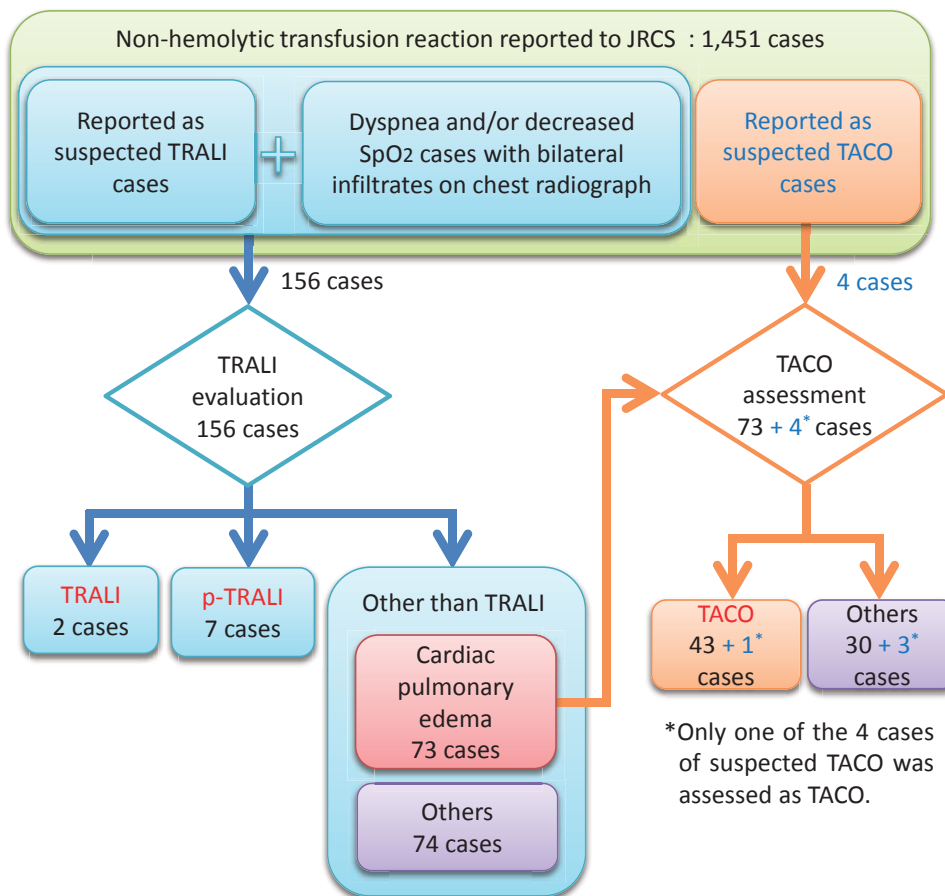 Non-hemolytic transfusion reaction reported to JRCS : 1,451 cases
Reported as
suspected TRALI
cases
+
Dyspnea and/or decreased
SpO2 cases with bilateral
infiltrates on chest radiograph
Reported as
suspected TACO
cases
156 cases
4 cases
TRALI
evaluation
156 cases
TACO
assessment
73 + 4* cases
TRALI
2 cases
p-TRALI
7 cases
Other than TRALI
Cardiac
pulmonary
edema
73 cases
Others
74 cases
TACO
43 + 1*
cases
Others
30 + 3*
cases
*Only one of the 4 cases
of suspected TACO was
assessed as TACO.